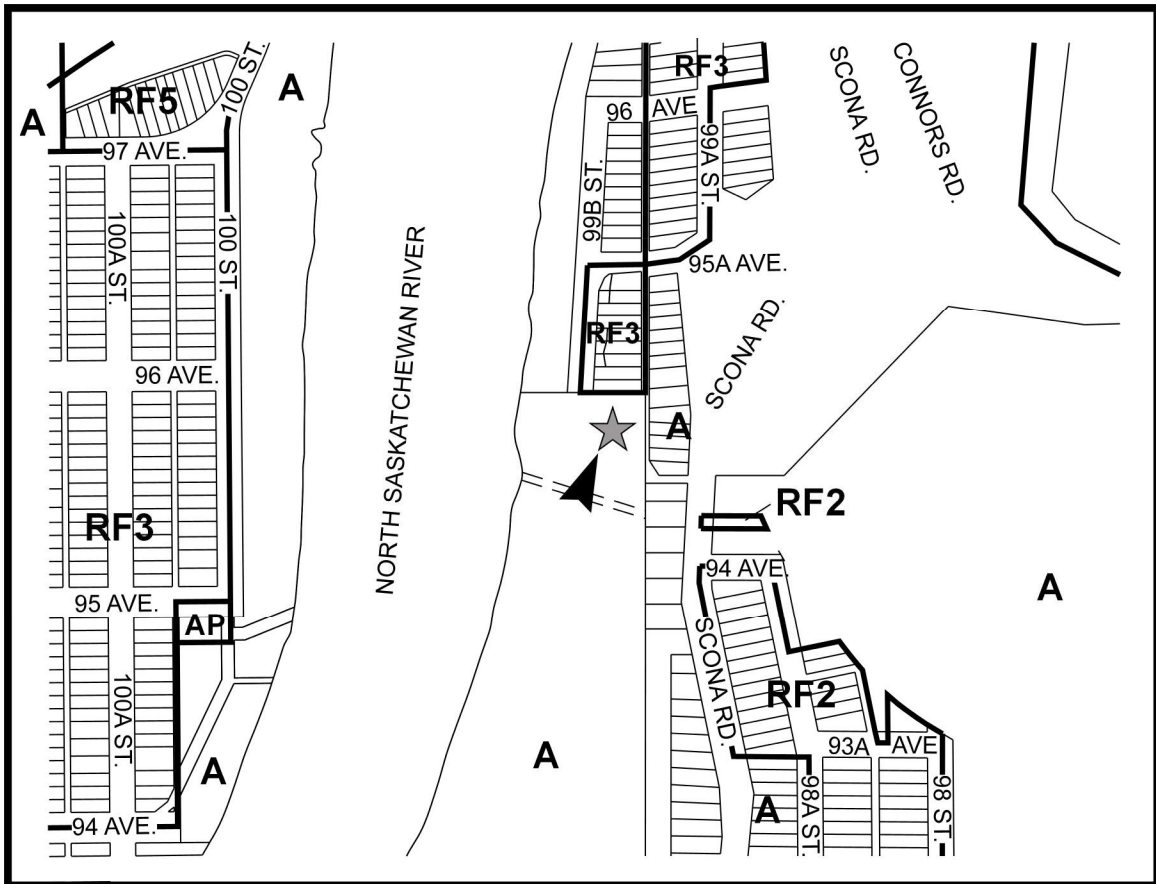 RF5
100 ST.
A
A
97 AVE.
100A ST.
100 ST.
96 AVE.
RF3
95 AVE.
AP
100A ST.
A
94 AVE.
NORTH SASKATCHEWAN RIVER
A
RF3
96 AVE
99B ST.
99A ST.
95A AVE.
RF3
SCONA RD.
CONNORS RD.
SCONA RD.
A
RF2
94 AVE.
A
SCONA RD.
RF2
93A AVE
A
98A ST.
98 ST.